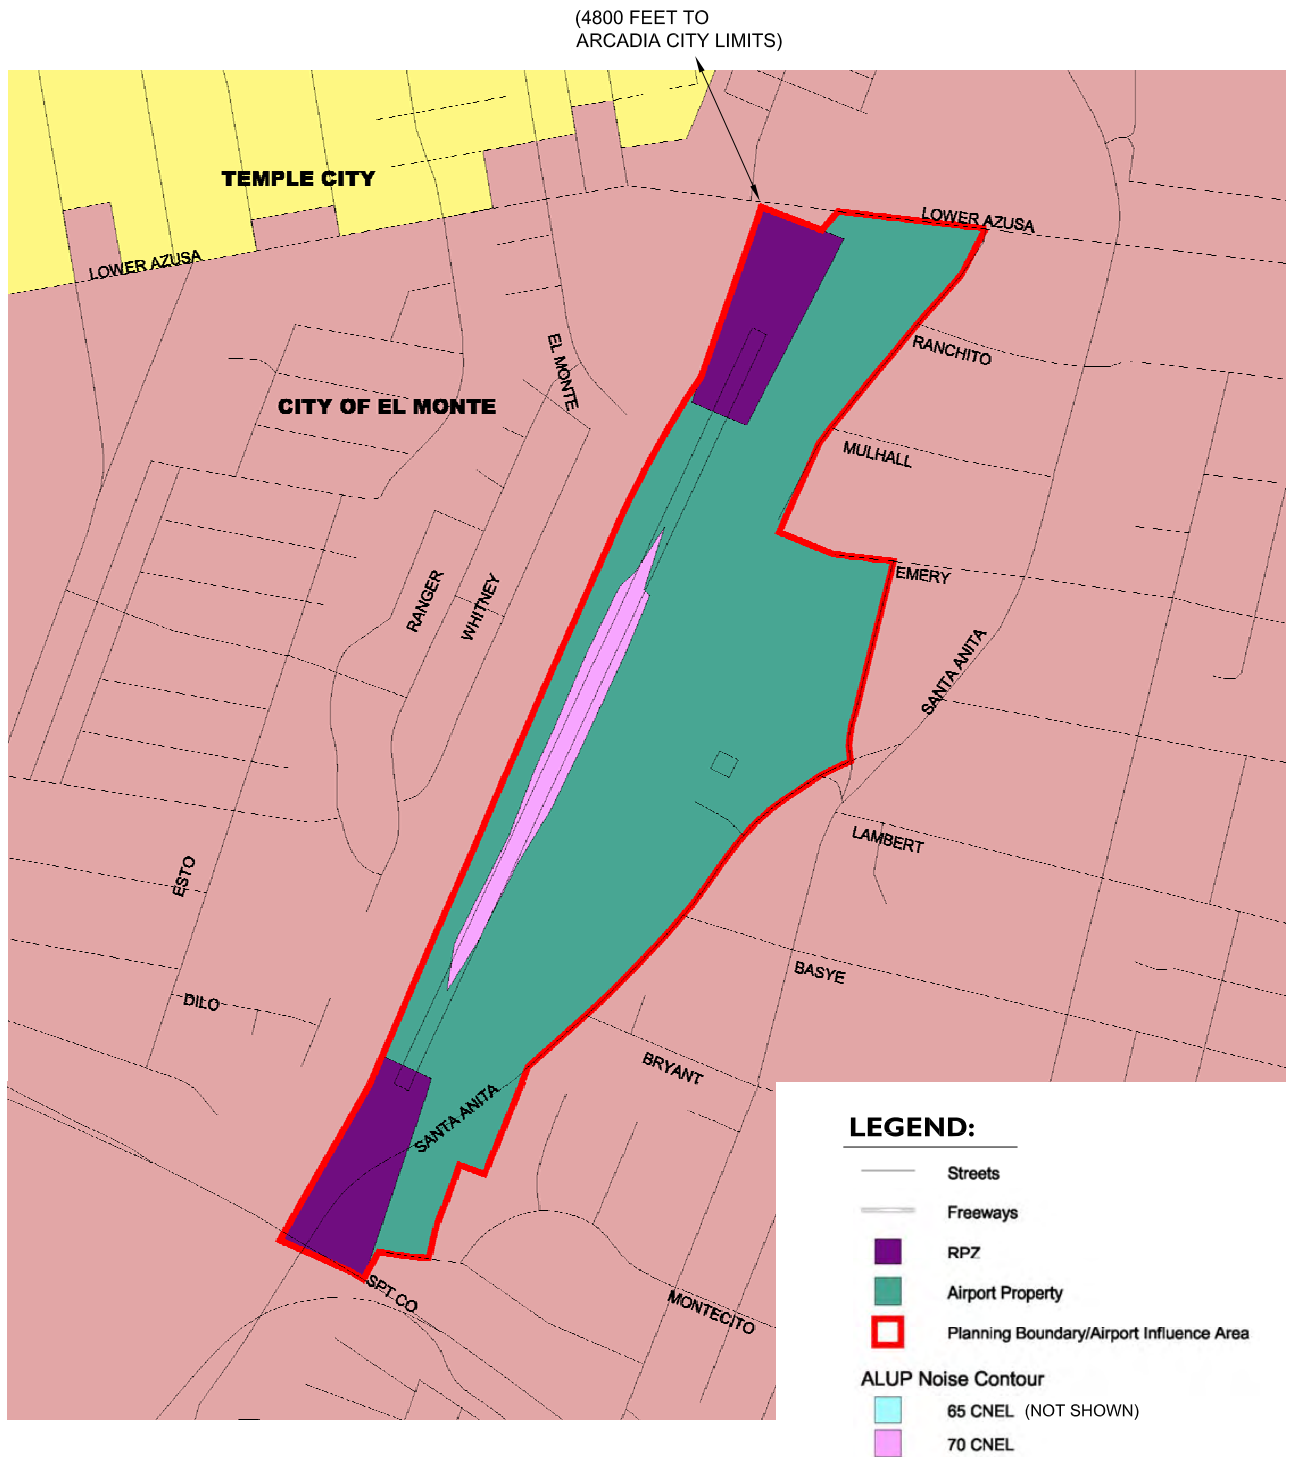 (4800 FEET TO
ARCADIA CITY LIMITS)
TEMPLE CITY
LOWER AZUSA
LOWER AZUSA
EL MONTE
RANCHITO
CITY OF EL MONTE
MULHALL
EMERY
RANGER
WHITNEY
SANTA ANITA
LAMBERT
ESTO
BASYE
DILO
BRYANT
SANTA ANITA
SPT CO
MONTECITO
LEGEND:
Streets
Freeways
RPZ
Airport Property
Planning Boundary/Airport Influence Area
ALUP Noise Contour
65 CNEL (NOT SHOWN)
70 CNEL